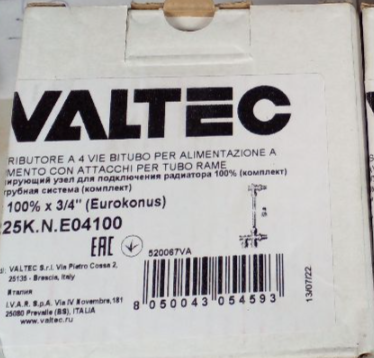 VALTEC
RIBUTORE A 4 VIE BITUBO PER ALIMENTAZIONE A
MENTO CON ATTACCHI PER TUBO RAME
ирующий узел для подключения радиатора 100% (комплект)
трубная система (комплект)
100% x 3/4" (Eurokonus)
25K.N.E04100
EAC
520067VA
VALTEC S.r.l. Via Pietro Cossa 2,
25135 - Brescia, Italy
Италия
I.V.A.R. S.p.A. Via IV Novembre,181
25080 Prevalle (BS), ITALIA
www.valtec.ru
8 050043 054593
13/07/22